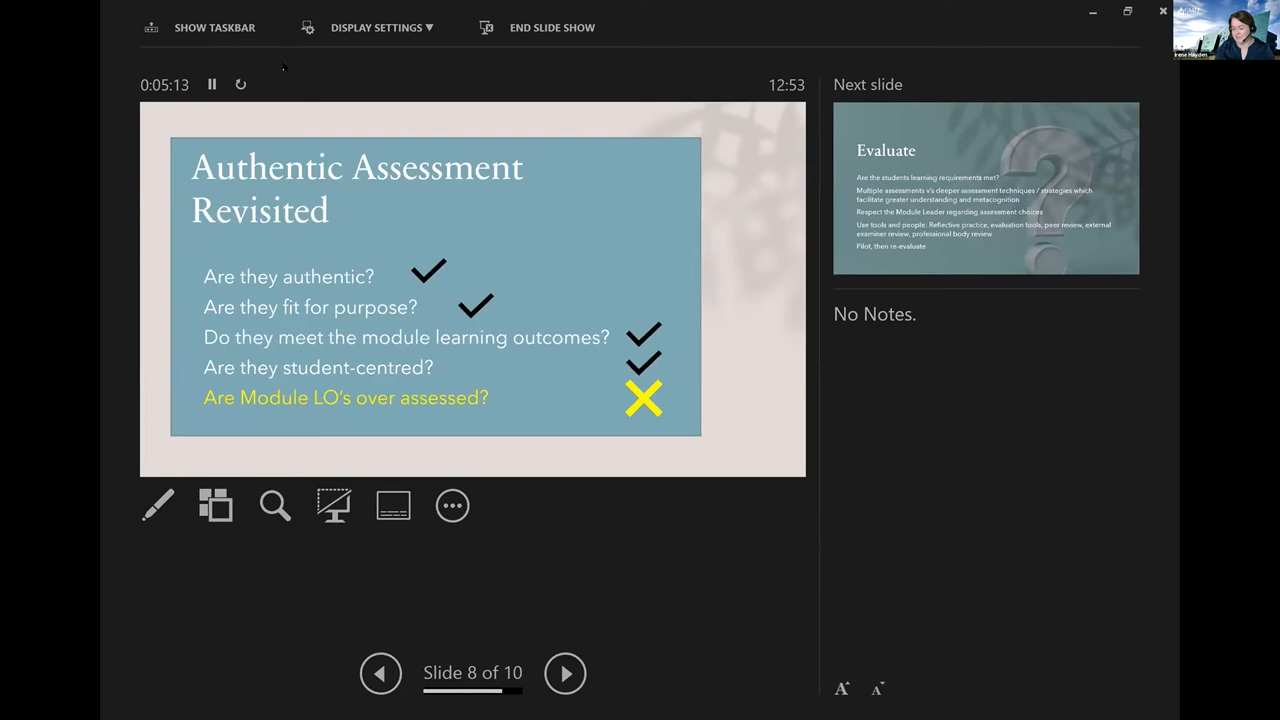 SHOW TASKBAR
DISPLAY SETTINGS ▼
END SLIDE SHOW
0:05:13
12:53
Authentic Assessment
Revisited
Are they authentic?
Are they fit for purpose?
Do they meet the module learning outcomes?
Are they student-centred?
Are Module LO's over assessed?
Slide 8 of 10
Next slide
Evaluate
Are the students learning requirements met?
Multiple assessments v's deeper assessment techniques / strategies which
facilitate greater understanding and metacognition
Respect the Module Leader regarding assessment choices
Use tools and people: Reflective practice, evaluation tools, peer review, external
examiner review, professional body review
Pilot, then re-evaluate
No Notes.
A A
GMIT
Irene Hayden